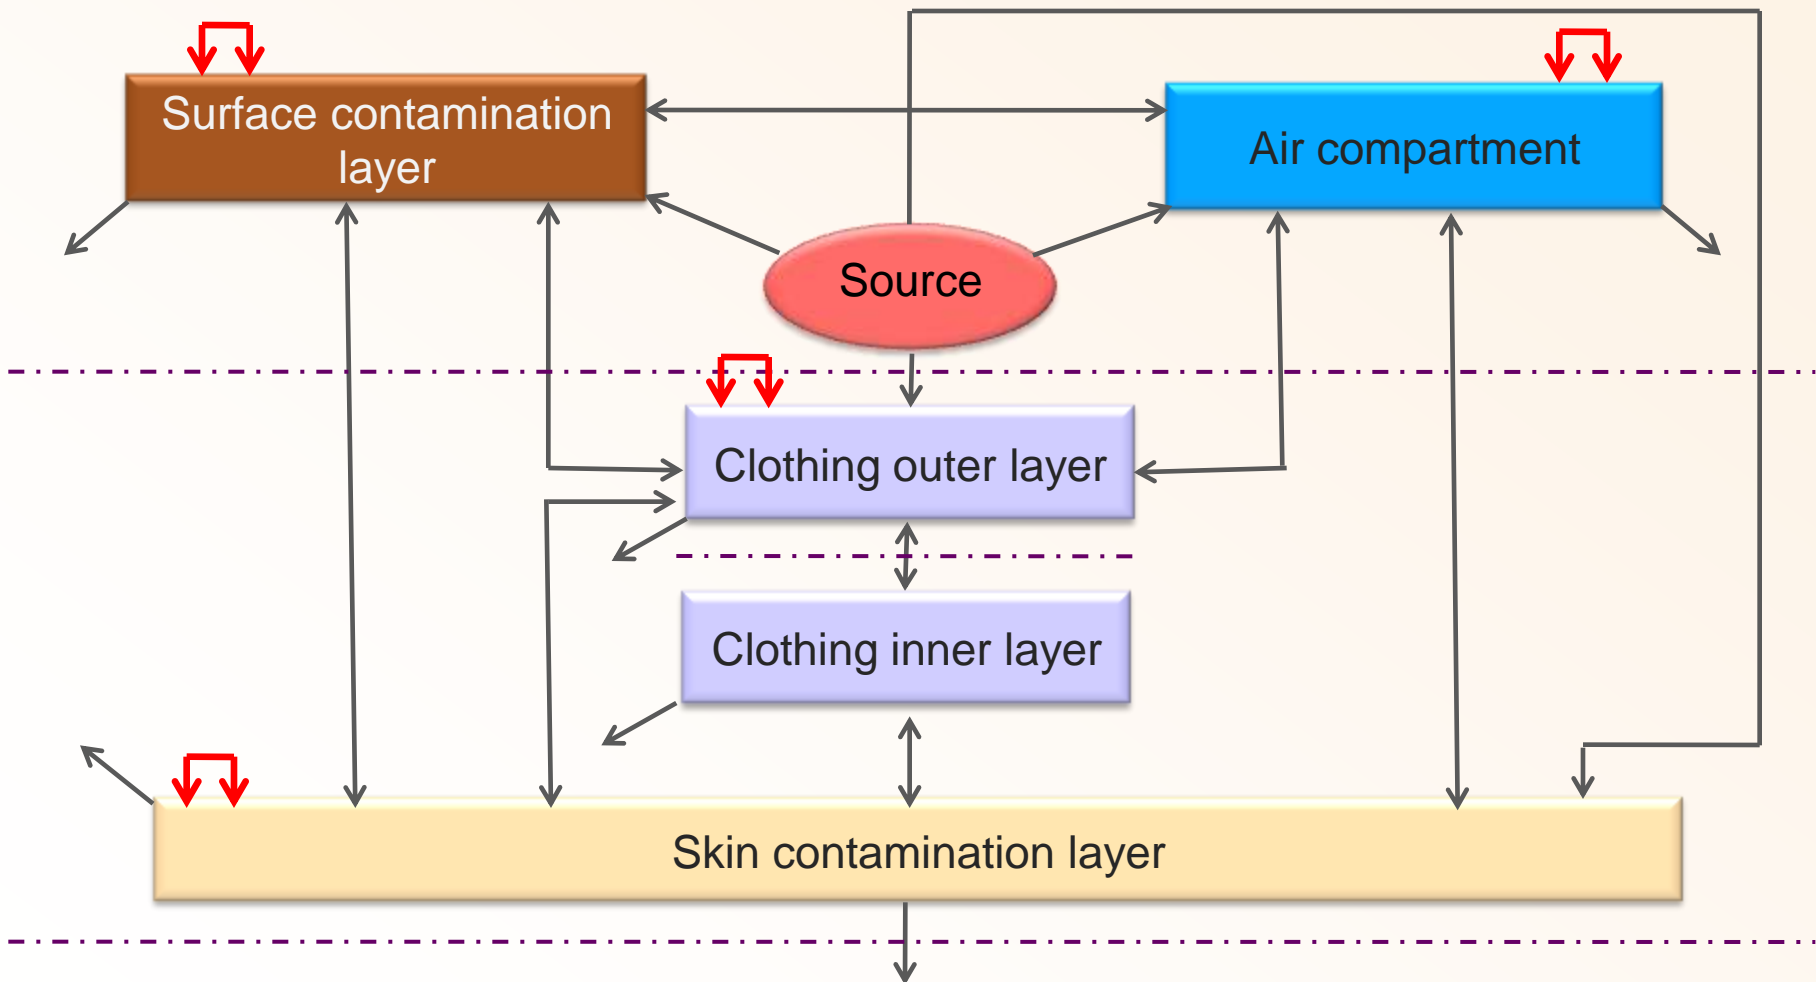 Surface contamination
layer
Air compartment
Source
Clothing outer layer
Clothing inner layer
Skin contamination layer